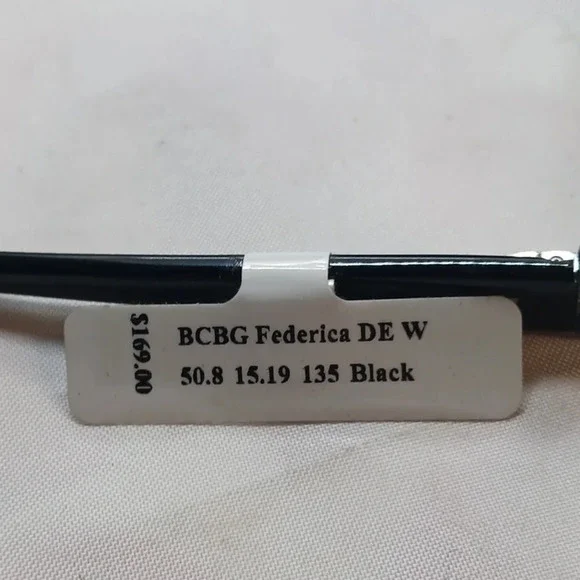 $169.00
BCBG Federica DE W
50.8 15.19 135 Black